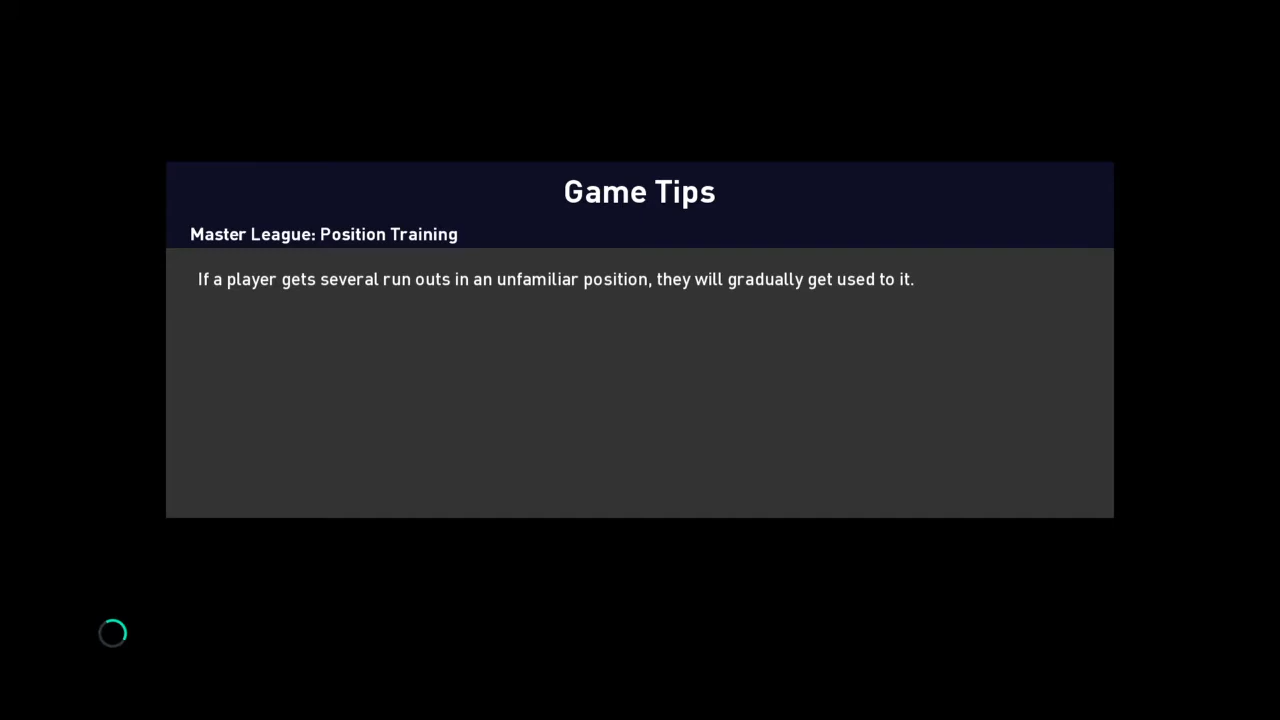 Game Tips
Master League: Position Training
If a player gets several run outs in an unfamiliar position, they will gradually get used to it.